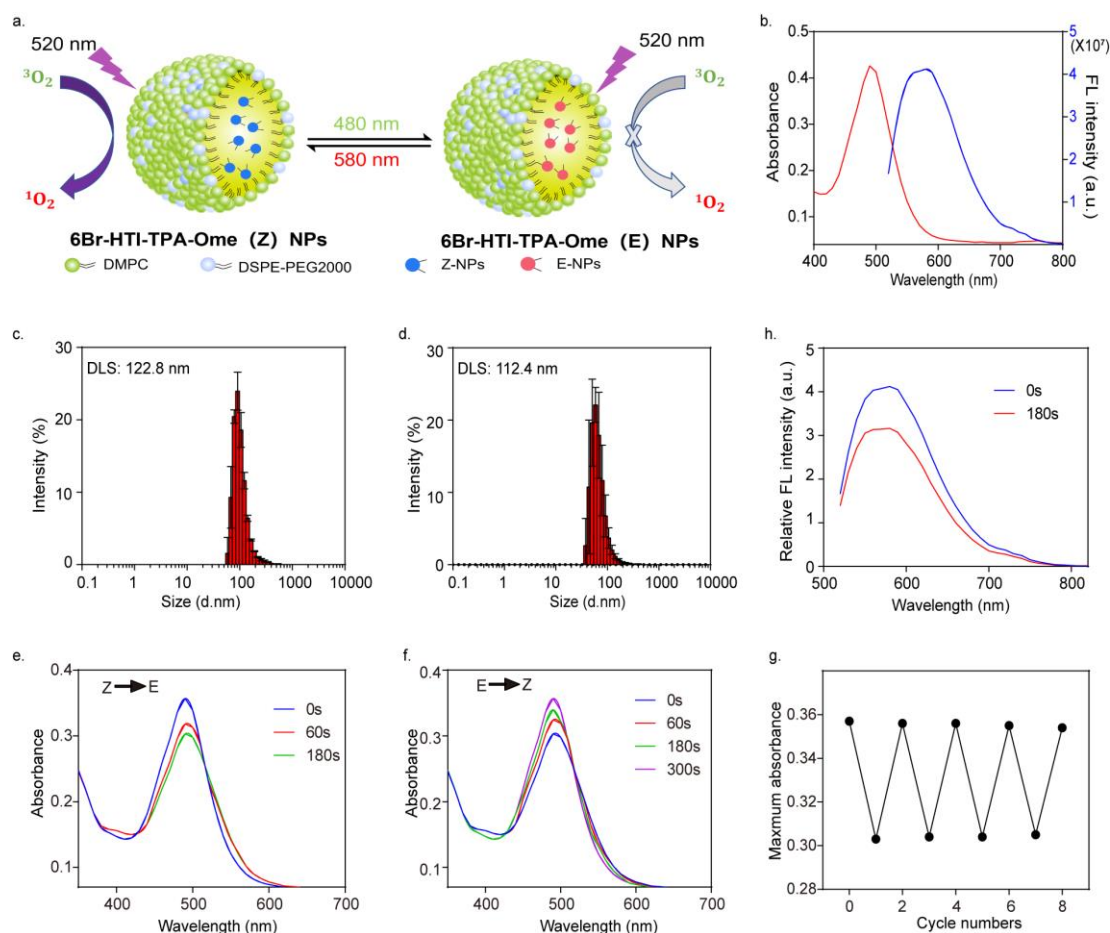 a.
520 nm
³O₂
¹O₂
480 nm
580 nm
520 nm
³O₂
X
¹O₂
6Br-HTI-TPA-Ome（Z）NPs
6Br-HTI-TPA-Ome（E）NPs
DMPC
DSPE-PEG2000
Z-NPs
E-NPs
b.
5
(X10⁷)
0.5
0.4
0.3
0.2
0.1
4
3
2
1
Absorbance
FL intensity (a.u.)
400 500 600 700 800
Wavelength (nm)
c.
DLS: 122.8 nm
30
20
10
0
Intensity (%)
0.1 1 10 100 1000 10000
Size (d.nm)
d.
DLS: 112.4 nm
30
20
10
0
Intensity (%)
0.1 1 10 100 1000 10000
Size (d.nm)
h.
5
4
3
2
1
0
Relative FL intensity (a.u.)
0s
180s
500 600 700 800
Wavelength (nm)
e.
Z E
0.4
0.3
0.2
0.1
Absorbance
0s
60s
180s
400 500 600 700
Wavelength (nm)
f.
E Z
0.4
0.3
0.2
0.1
Absorbance
0s
60s
180s
300s
400 500 600 700
Wavelength (nm)
g.
0.36
0.34
0.32
0.30
0.28
Maxmum absorbance
0 2 4 6 8
Cycle numbers